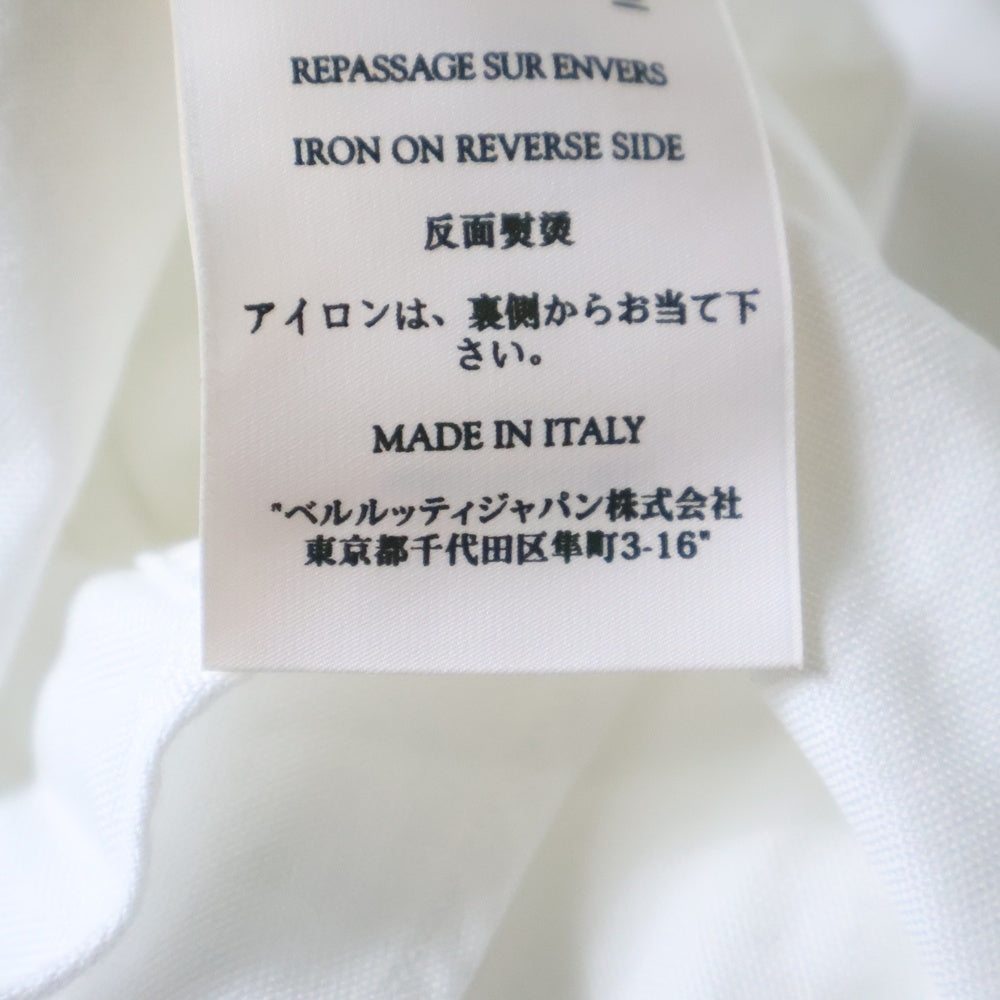 REPASSAGE SUR ENVERS
IRON ON REVERSE SIDE
反面熨烫
アイロンは、裏側からお当て下
さい。
MADE IN ITALY
"ベルルッティジャパン株式会社
東京都千代田区隼町3-16"